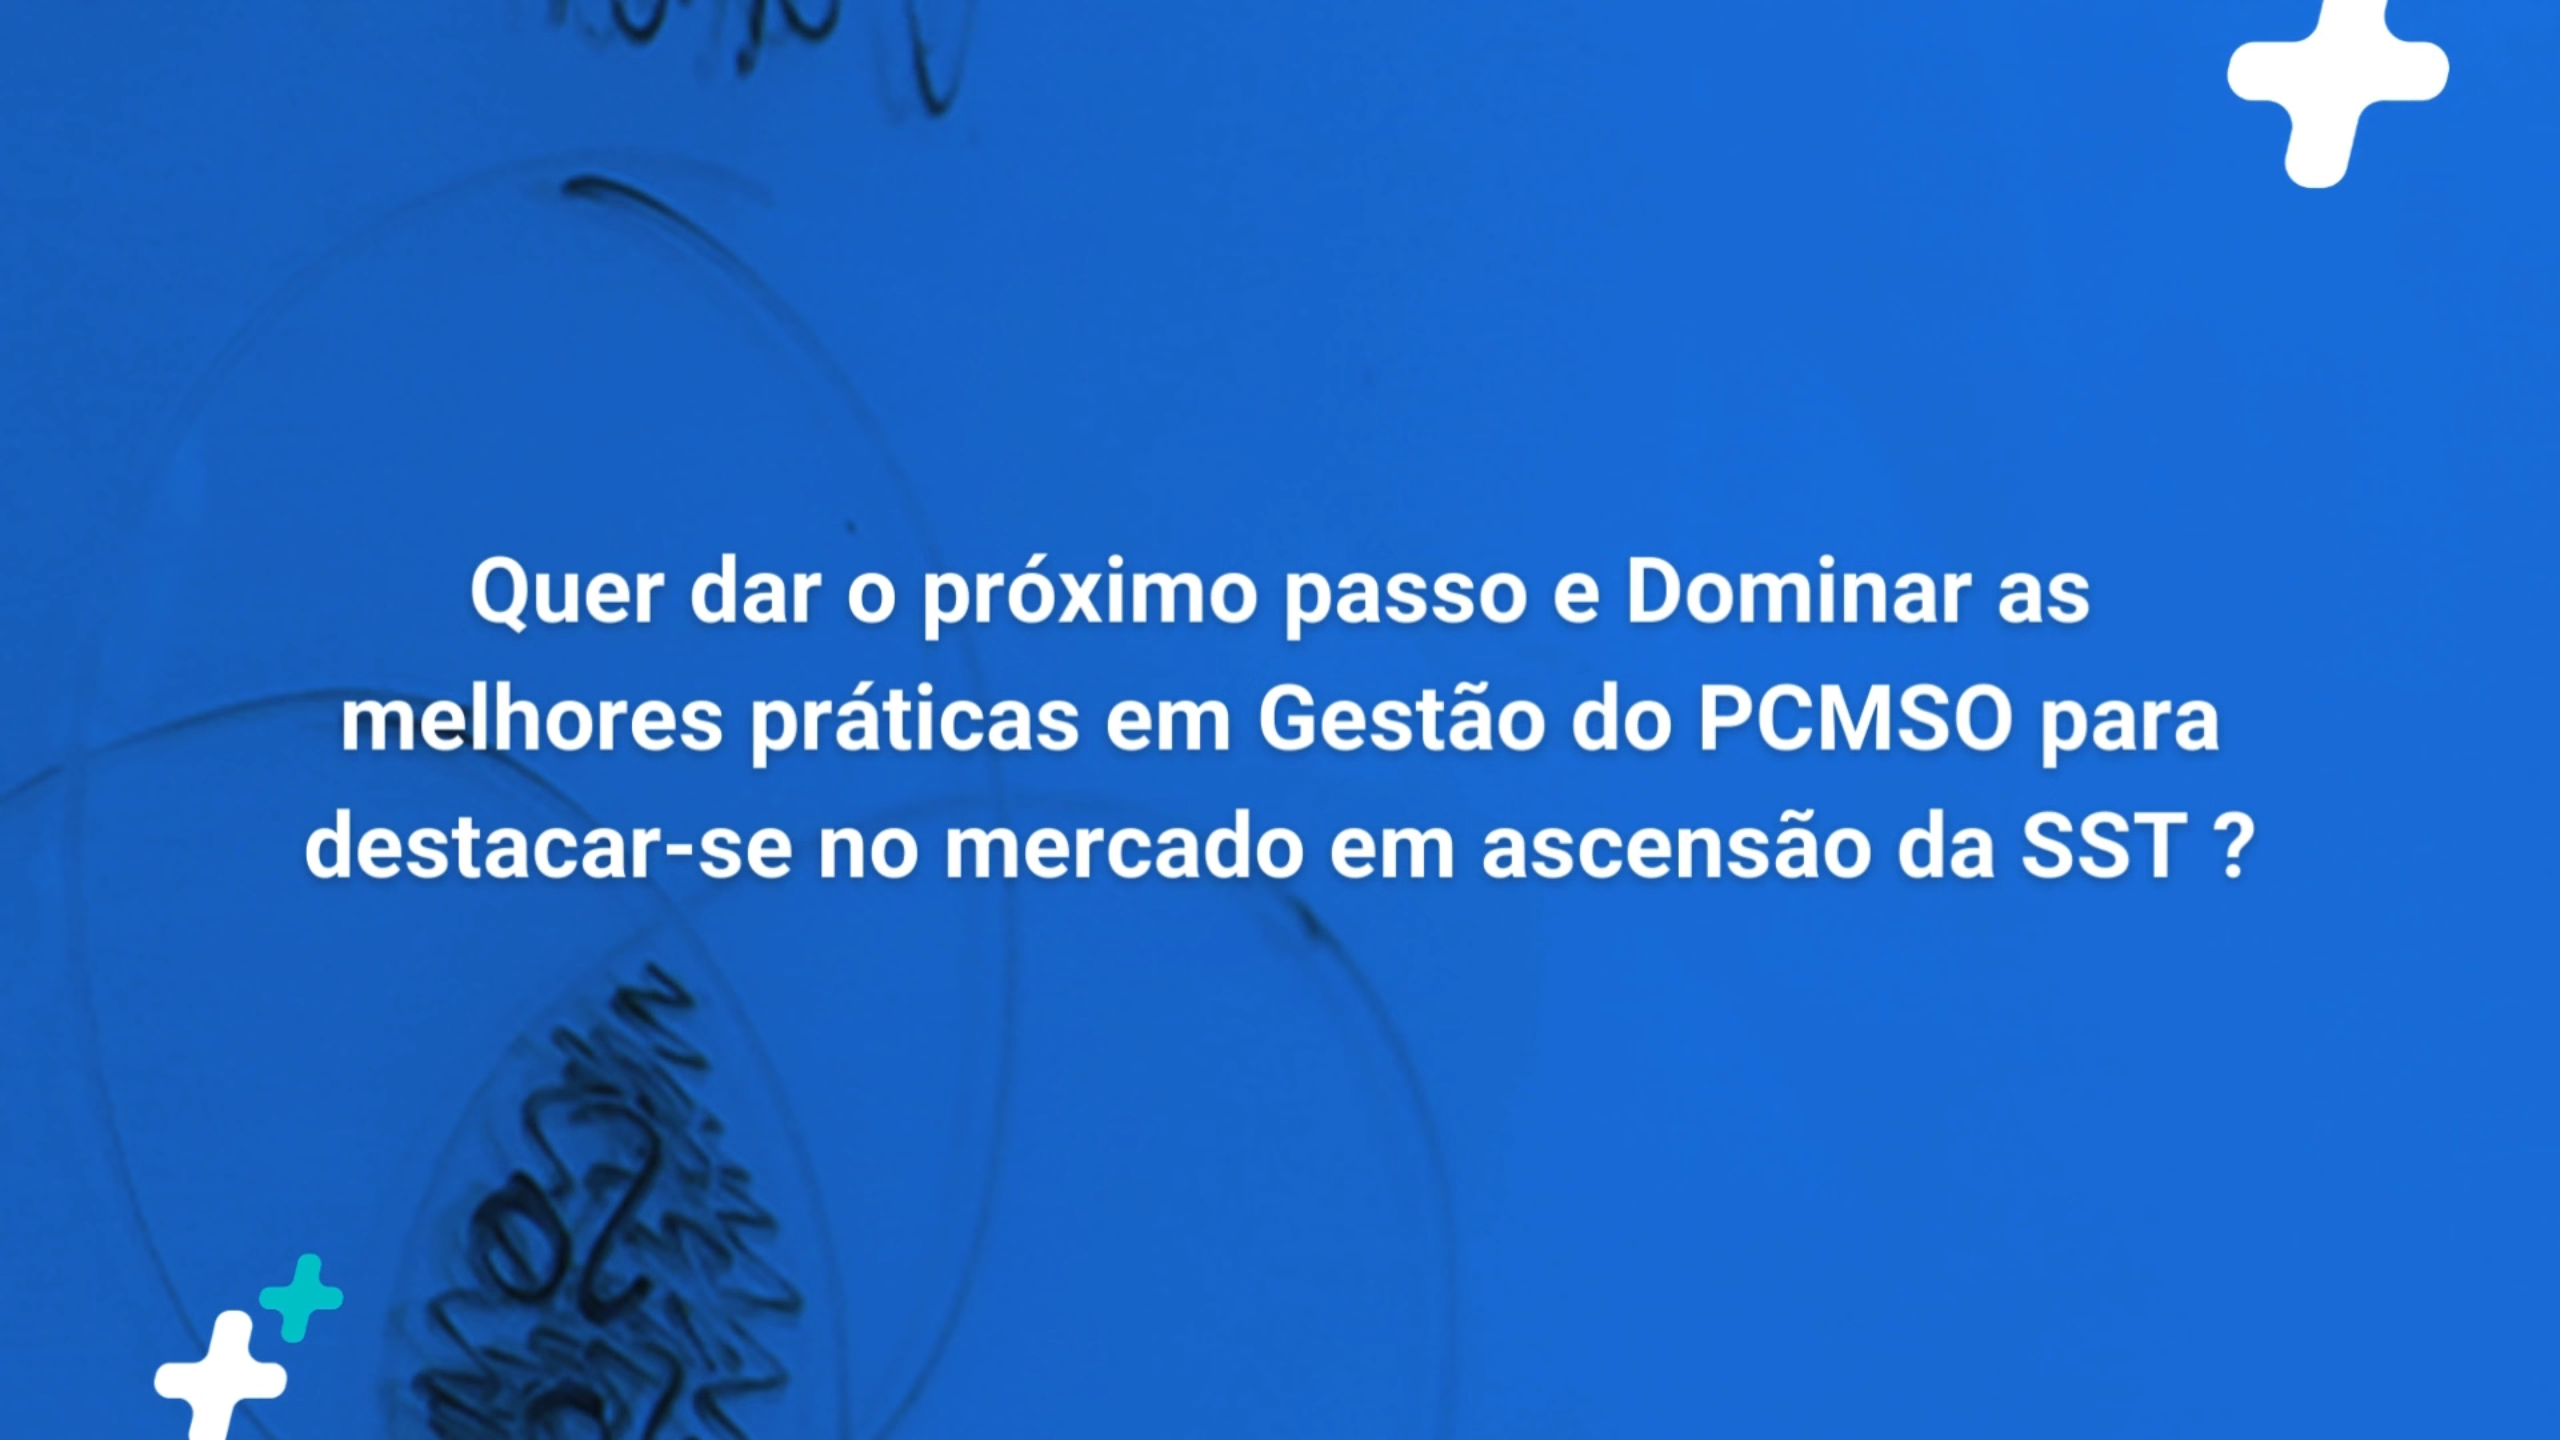 Quer dar o próximo passo e Dominar as
melhores práticas em Gestão do PCMSO para
destacar-se no mercado em ascensão da SST ?